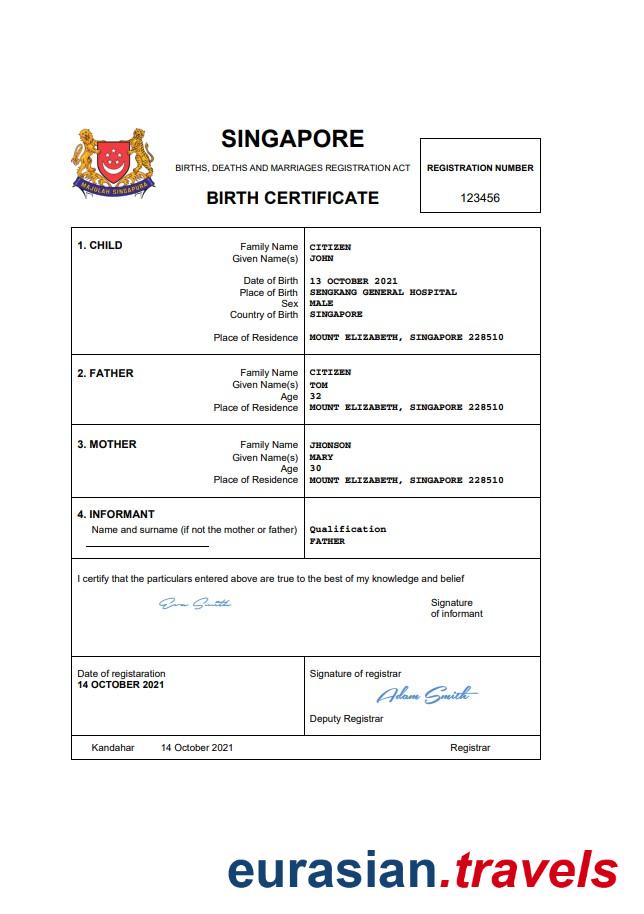 SINGAPORE
BIRTHS, DEATHS AND MARRIAGES REGISTRATION ACT
BIRTH CERTIFICATE
MAJULAH SINGAPURA
REGISTRATION NUMBER
123456
1. CHILD
Family Name CITIZEN
Given Name(s) JOHN
Date of Birth 13 OCTOBER 2021
Place of Birth SENGKANG GENERAL HOSPITAL
Sex MALE
Country of Birth SINGAPORE
Place of Residence MOUNT ELIZABETH, SINGAPORE 228510
2. FATHER
Family Name CITIZEN
Given Name(s) TOM
Age 32
Place of Residence MOUNT ELIZABETH, SINGAPORE 228510
3. MOTHER
Family Name JHONSON
Given Name(s) MARY
Age 30
Place of Residence MOUNT ELIZABETH, SINGAPORE 228510
4. INFORMANT
Name and surname (if not the mother or father) Qualification
FATHER
I certify that the particulars entered above are true to the best of my knowledge and belief
Eva Smith
Signature
of informant
Date of registaration
14 OCTOBER 2021
Signature of registrar
Adam Smith
Deputy Registrar
Kandahar 14 October 2021 Registrar
eurasian.travels